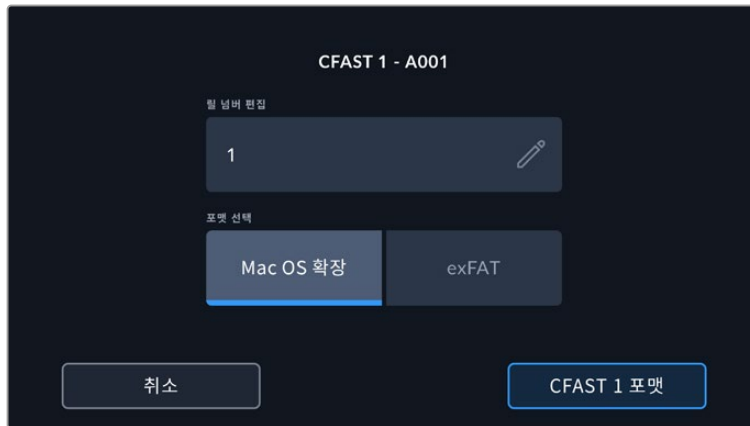 CFAST 1 - A001
릴 넘버 편집
1
포맷 선택
Mac OS 확장 exFAT
취소 CFAST 1 포맷